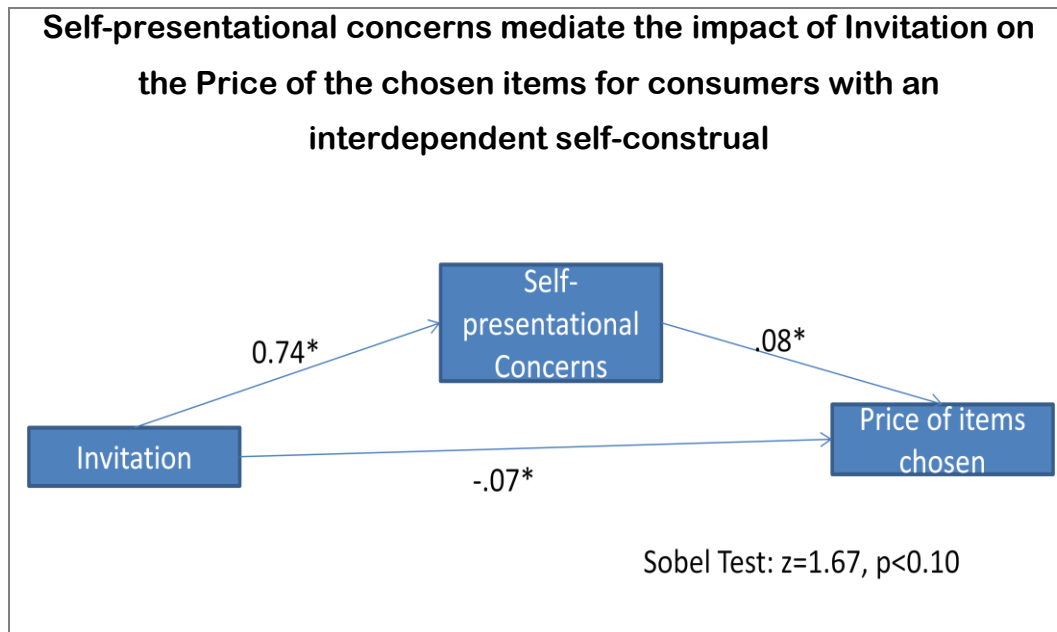 Self-presentational concerns mediate the impact of Invitation on
the Price of the chosen items for consumers with an
interdependent self-construal
Self-
presentational
Concerns
0.74*
.08*
Invitation
Price of items
chosen
-.07*
Sobel Test: z=1.67, p<0.10